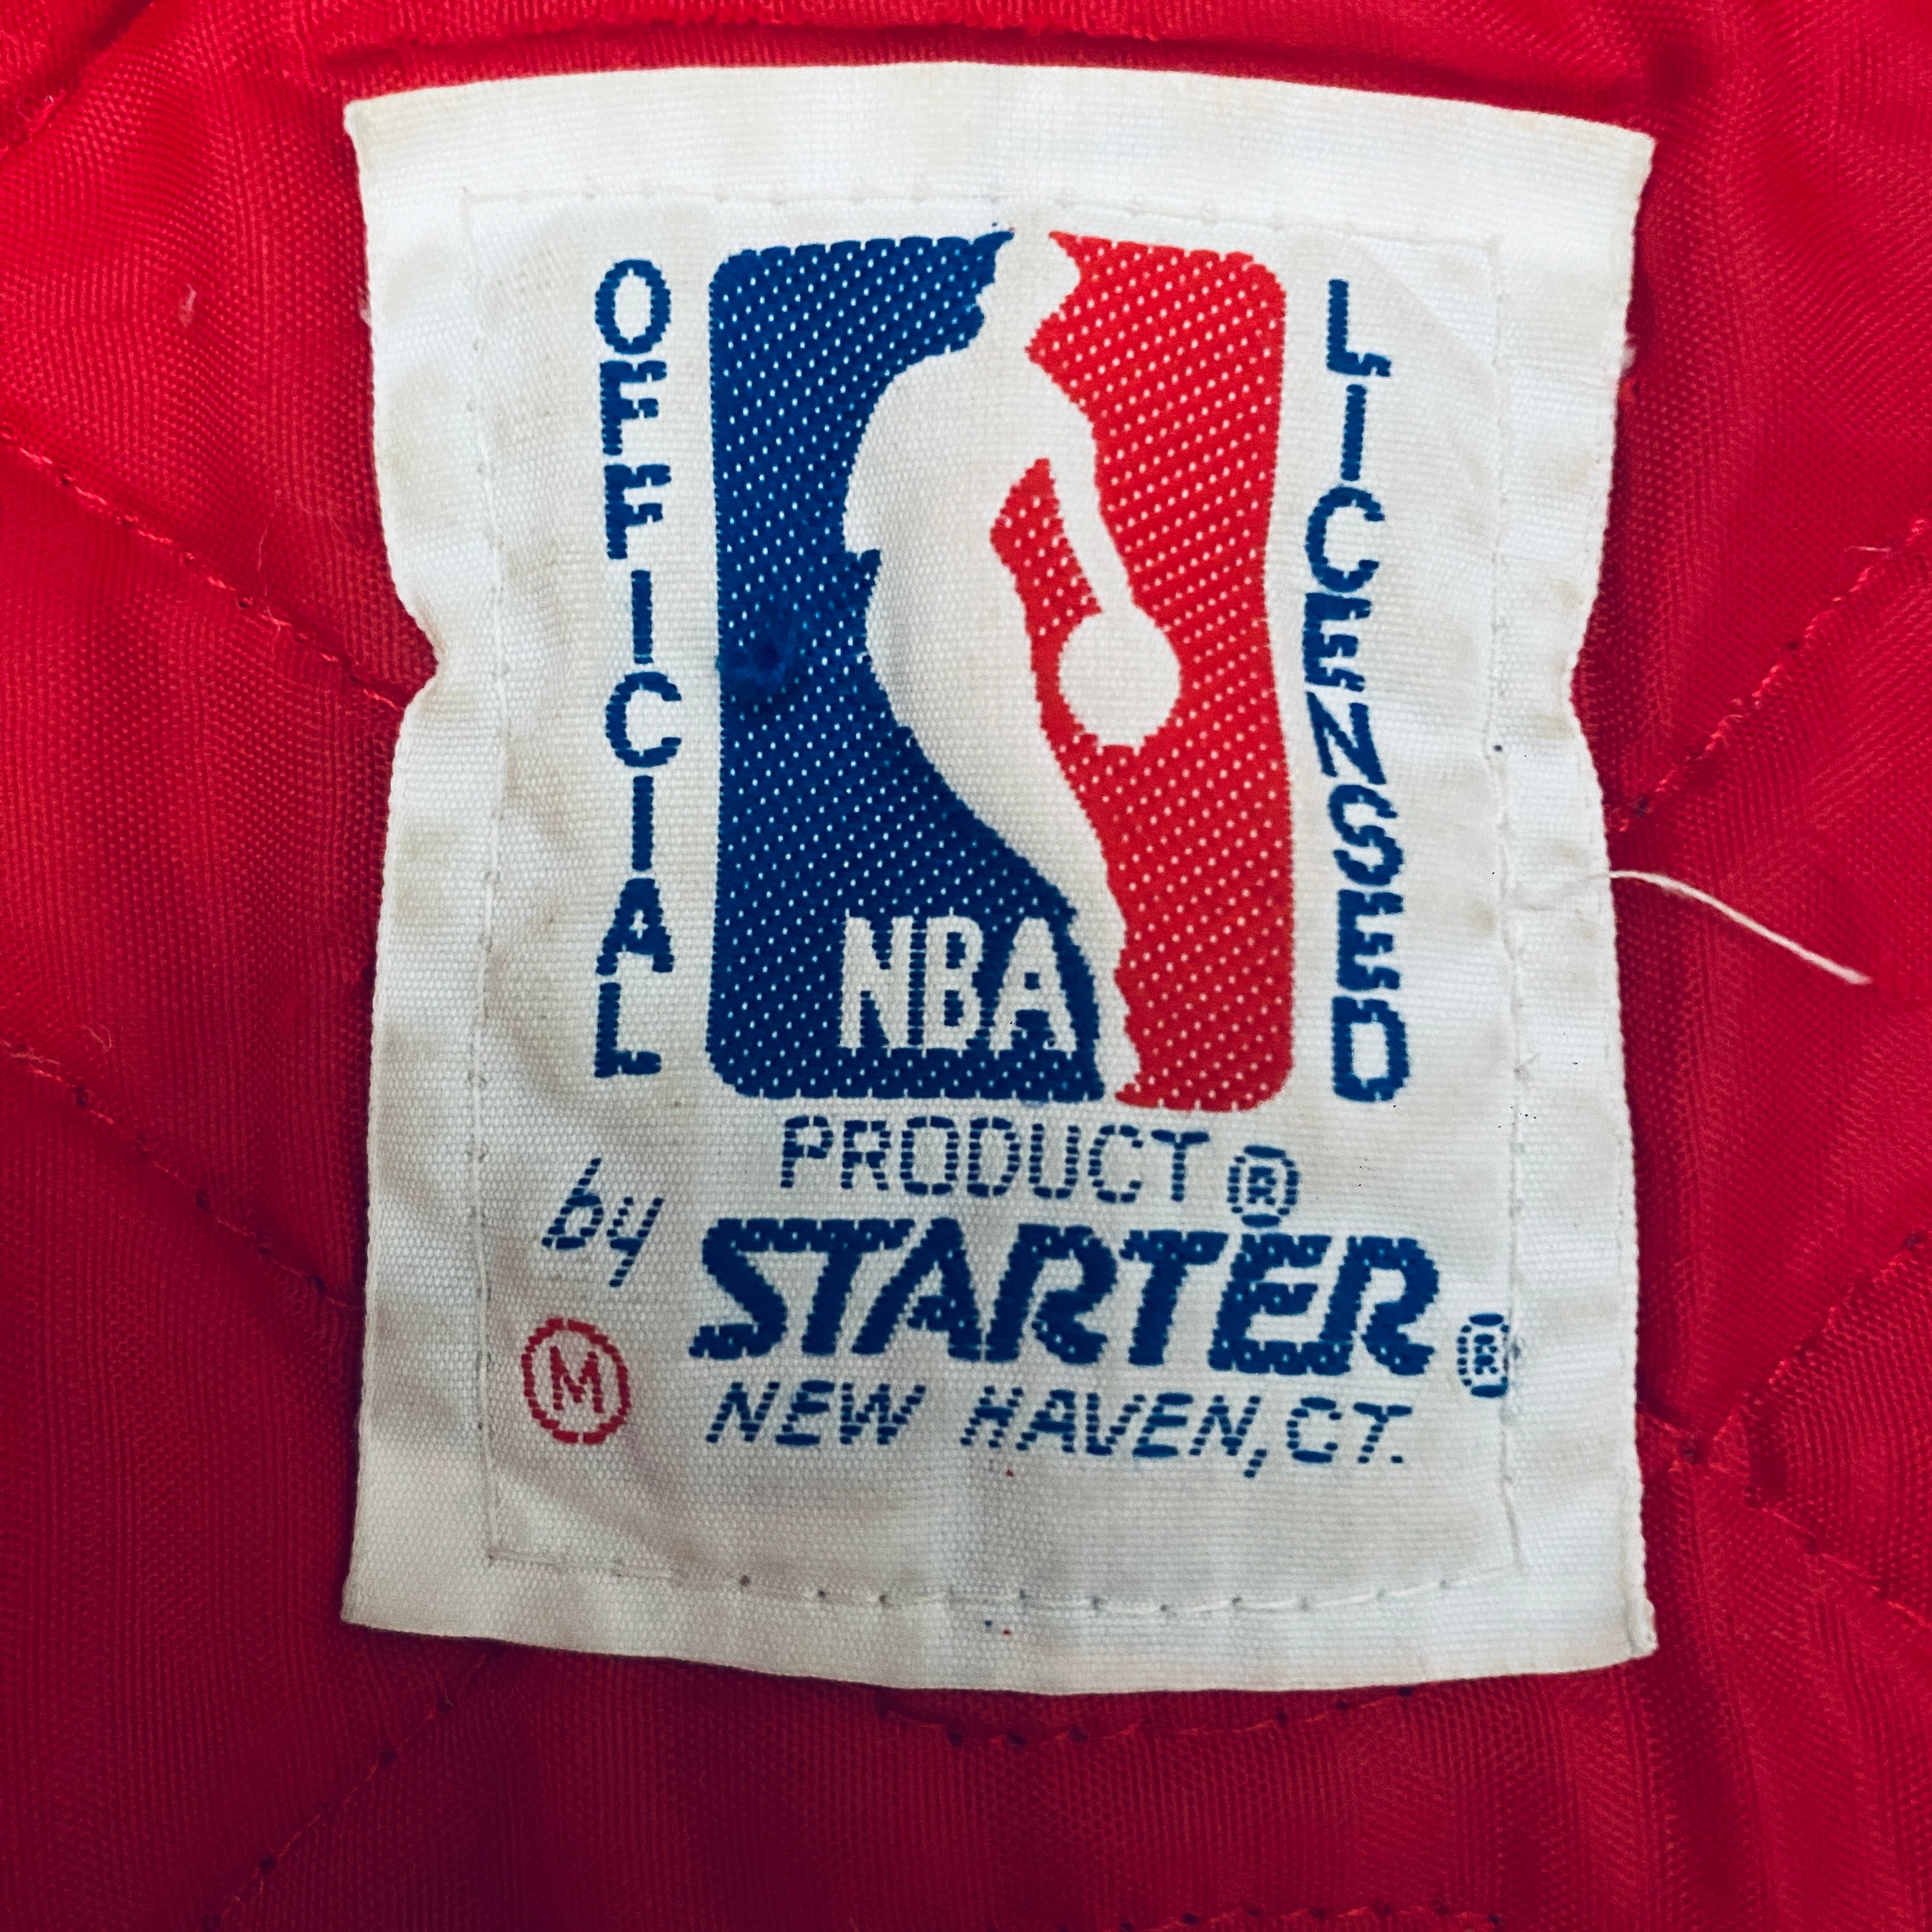 OFFICIAL
NBA
LICENSED
PRODUCT ®
by STARTER ®
M NEW HAVEN, CT.